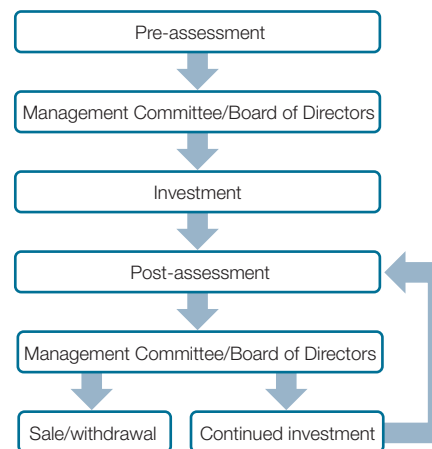 Pre-assessment
Management Committee/Board of Directors
Investment
Post-assessment
Management Committee/Board of Directors
Sale/withdrawal
Continued investment